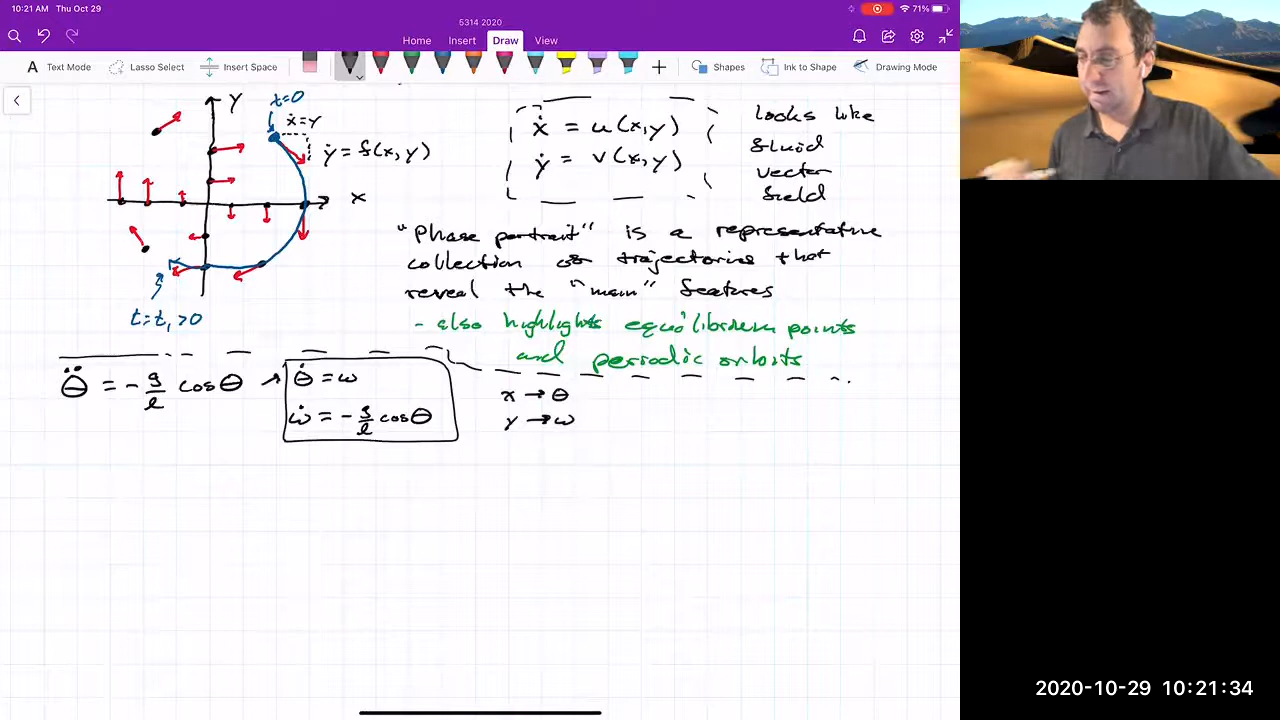 10:21 AM Thu Oct 29
71%
5314 2020
Home Insert Draw View
Text Mode Lasso Select Insert Space Shapes Ink to Shape Drawing Mode
Y
t=0
ẋ=y
ẏ = f(x,y)
x
t=t₁>0
ẋ = u(x,y)
ẏ = v(x,y)
looks like
fluid
vector
field
"Phase portrait" is a representative
collection of trajectories that
reveal the "main" features
- also highlights equilibrium points
and periodic orbits
θ̈ = -g/l cosθ → θ̇ = ω
ω̇ = -g/l cosθ
x → θ
y → ω
2020-10-29 10:21:34